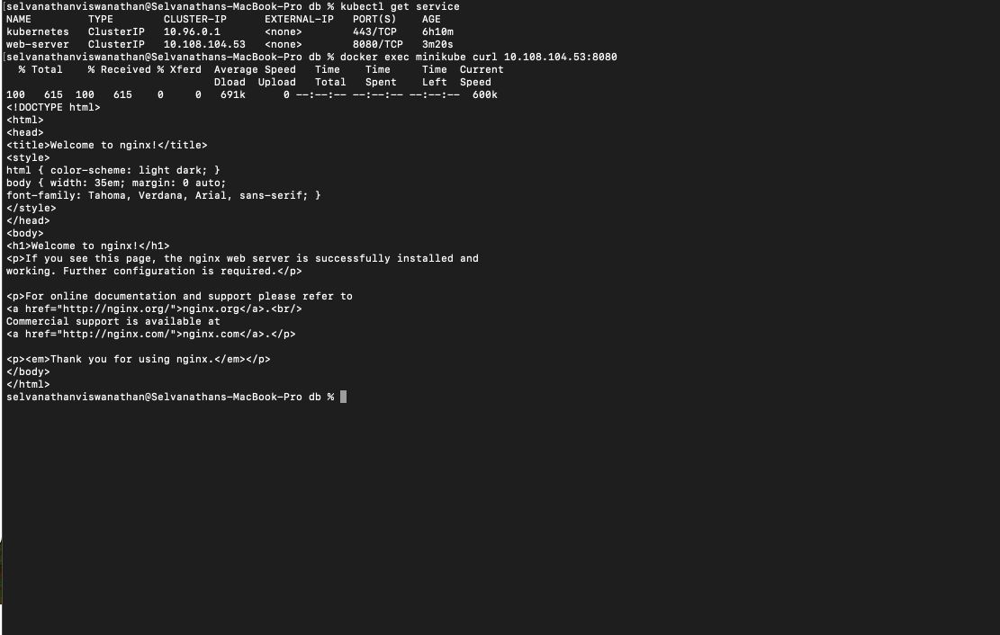 [selvanathanviswanathan@Selvanathans-MacBook-Pro db % kubectl get service
NAME         TYPE        CLUSTER-IP      EXTERNAL-IP   PORT(S)    AGE
kubernetes   ClusterIP   10.96.0.1       <none>        443/TCP    6h10m
web-server   ClusterIP   10.108.104.53   <none>        8080/TCP   3m20s
[selvanathanviswanathan@Selvanathans-MacBook-Pro db % docker exec minikube curl 10.108.104.53:8080
  % Total    % Received % Xferd  Average Speed   Time    Time     Time  Current
                                 Dload  Upload   Total   Spent    Left  Speed
100   615  100   615    0     0   691k      0 --:--:-- --:--:-- --:--:--  600k
<!DOCTYPE html>
<html>
<head>
<title>Welcome to nginx!</title>
<style>
html { color-scheme: light dark; }
body { width: 35em; margin: 0 auto;
font-family: Tahoma, Verdana, Arial, sans-serif; }
</style>
</head>
<body>
<h1>Welcome to nginx!</h1>
<p>If you see this page, the nginx web server is successfully installed and
working. Further configuration is required.</p>

<p>For online documentation and support please refer to
<a href="http://nginx.org/">nginx.org</a>.<br/>
Commercial support is available at
<a href="http://nginx.com/">nginx.com</a>.</p>

<p><em>Thank you for using nginx.</em></p>
</body>
</html>
selvanathanviswanathan@Selvanathans-MacBook-Pro db %